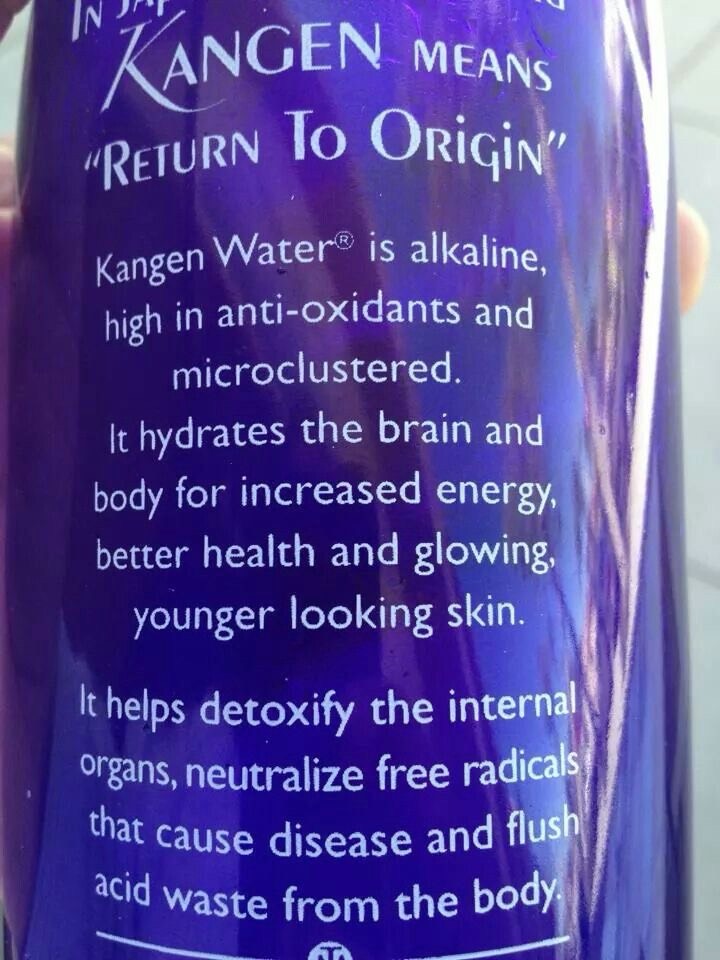 IN
KANGEN MEANS
“RETURN TO ORIGIN”
Kangen Water® is alkaline,
high in anti-oxidants and
microclustered.
It hydrates the brain and
body for increased energy,
better health and glowing,
younger looking skin.
It helps detoxify the internal
organs, neutralize free radicals
that cause disease and flush
acid waste from the body.